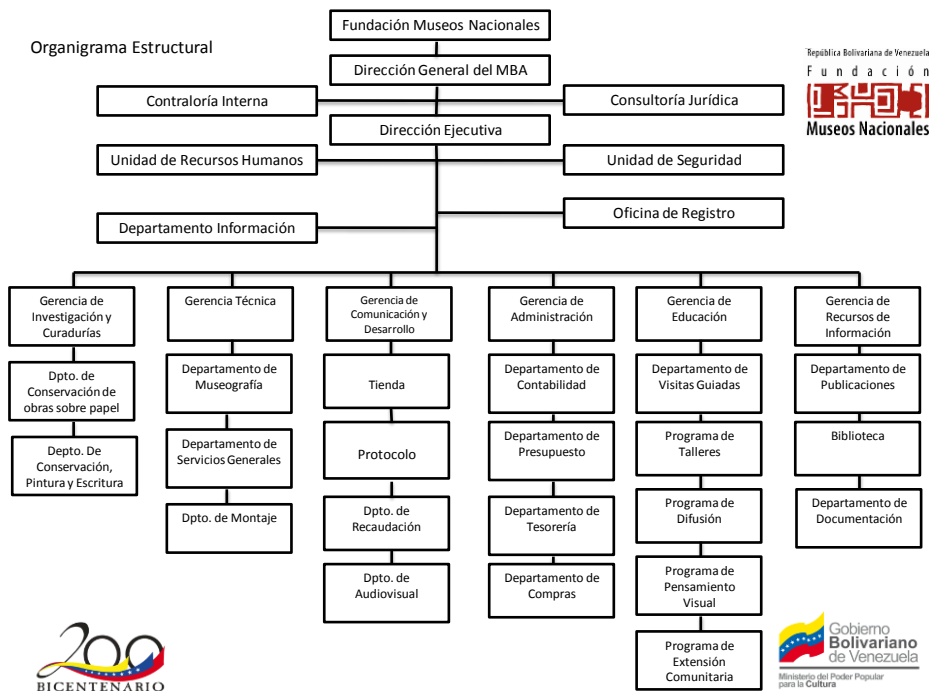 Organigrama Estructural
Fundación Museos Nacionales
Dirección General del MBA
República Bolivariana de Venezuela
Fundación
Museos Nacionales
Contraloría Interna
Consultoría Jurídica
Dirección Ejecutiva
Unidad de Recursos Humanos
Unidad de Seguridad
Oficina de Registro
Departamento Información
Gerencia de
Investigación y
Curadurías
Dpto. de
Conservación de
obras sobre papel
Depto. De
Conservación,
Pintura y Escritura
Gerencia Técnica
Departamento de
Museografía
Departamento de
Servicios Generales
Dpto. de Montaje
Gerencia de
Comunicación y
Desarrollo
Tienda
Protocolo
Dpto. de
Recaudación
Dpto. de
Audiovisual
Gerencia de
Administración
Departamento de
Contabilidad
Departamento de
Presupuesto
Departamento de
Tesorería
Departamento de
Compras
Gerencia de
Educación
Departamento de
Visitas Guiadas
Programa de
Talleres
Programa de
Difusión
Programa de
Pensamiento
Visual
Programa de
Extensión
Comunitaria
Gerencia de
Recursos de
Información
Departamento de
Publicaciones
Biblioteca
Departamento de
Documentación
200
BICENTENARIO
Gobierno
Bolivariano
de Venezuela
Ministerio del Poder Popular
para la Cultura